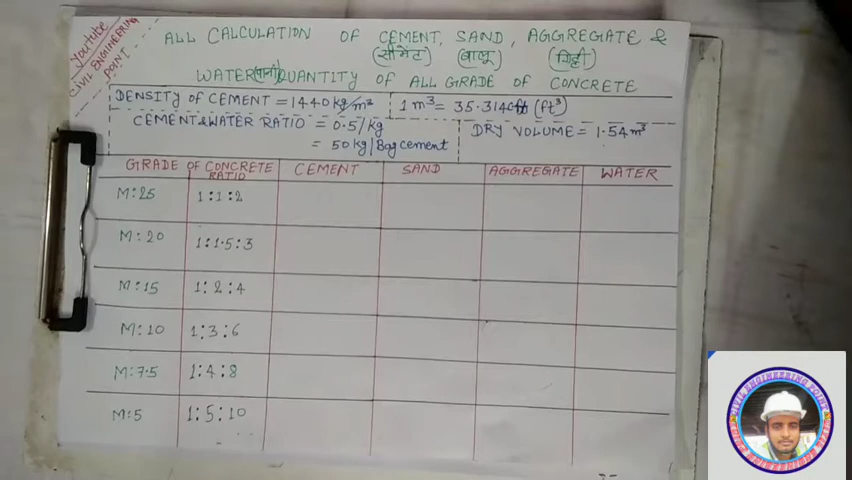 Youtube
CIVIL ENGINEERING
POINT
ALL CALCULATION OF CEMENT, SAND, AGGREGATE &
(सीमेंट) (बालू) (गिट्टी)
WATER (पानी) QUANTITY OF ALL GRADE OF CONCRETE
DENSITY OF CEMENT = 1440 kg/m³ 1 m³ = 35.314 cft (ft³)
CEMENT & WATER RATIO = 0.5/kg DRY VOLUME = 1.54 m³
= 50 kg/Bag cement
GRADE OF CONCRETE CEMENT SAND AGGREGATE WATER
RATIO
M:25 1:1:2
M:20 1:1.5:3
M:15 1:2:4
M:10 1:3:6
M:7.5 1:4:8
M:5 1:5:10
CIVIL ENGINEERING POINT